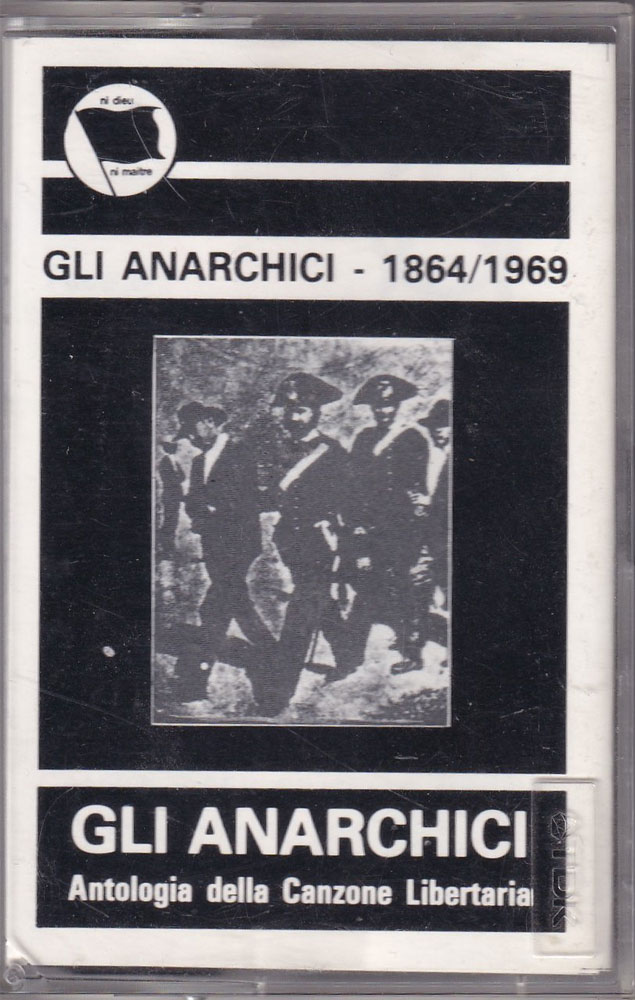 ni dieu
ni maitre
GLI ANARCHICI - 1864/1969
GLI ANARCHICI
Antologia della Canzone Libertaria
TDK